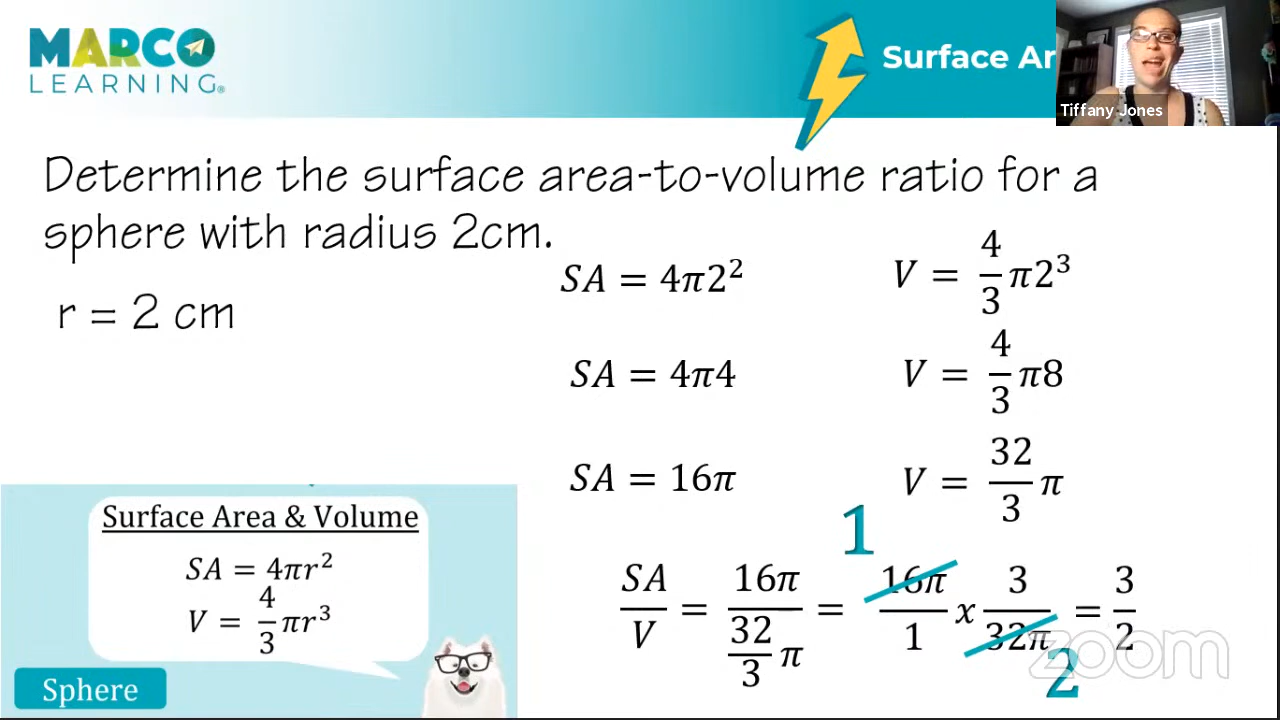 MARCO
LEARNING®
Surface Ar
Tiffany Jones
Determine the surface area-to-volume ratio for a
sphere with radius 2cm.
r = 2 cm
SA = 4π2²
V = 4/3 π2³
SA = 4π4
V = 4/3 π8
SA = 16π
V = 32/3 π
SA/V = 16π / (32/3 π) = 16π/1 x 3/32π = 3/2
1
2
Surface Area & Volume
SA = 4πr²
V = 4/3 πr³
Sphere
zoom